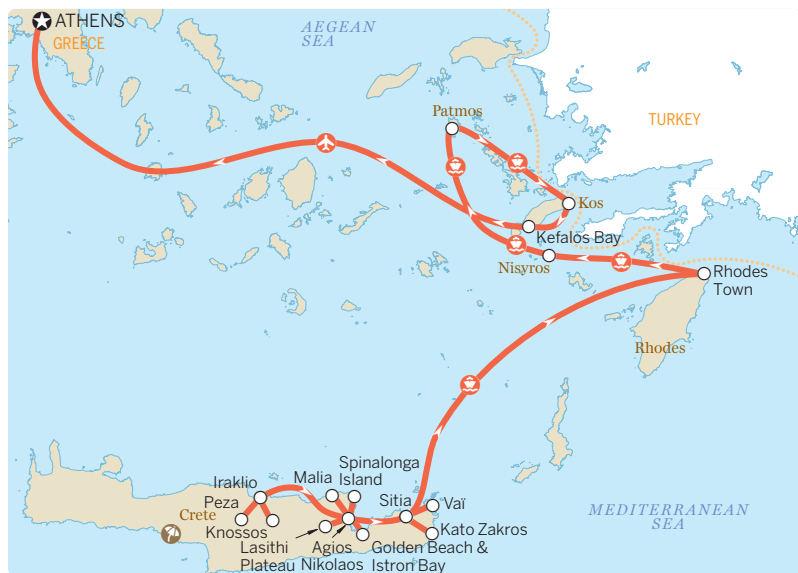 ATHENS
GREECE
AEGEAN
SEA
Patmos
TURKEY
Kos
Kefalos Bay
Nisyros
Rhodes
Town
Rhodes
Spinalonga
Island
Malia
Iraklio
Sitia
Vaï
Peza
Crete
Knossos
Kato Zakros
MEDITERRANEAN
SEA
Lasithi
Plateau
Agios
Nikolaos
Golden Beach &
Istron Bay